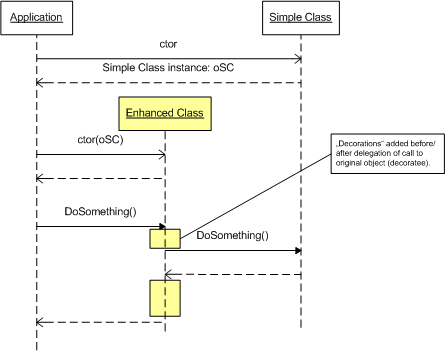 Application
Simple Class
ctor
Simple Class instance: oSC
Enhanced Class
ctor(oSC)
„Decorations“ added before/
after delegation of call to
original object (decoratee).
DoSomething()
DoSomething()